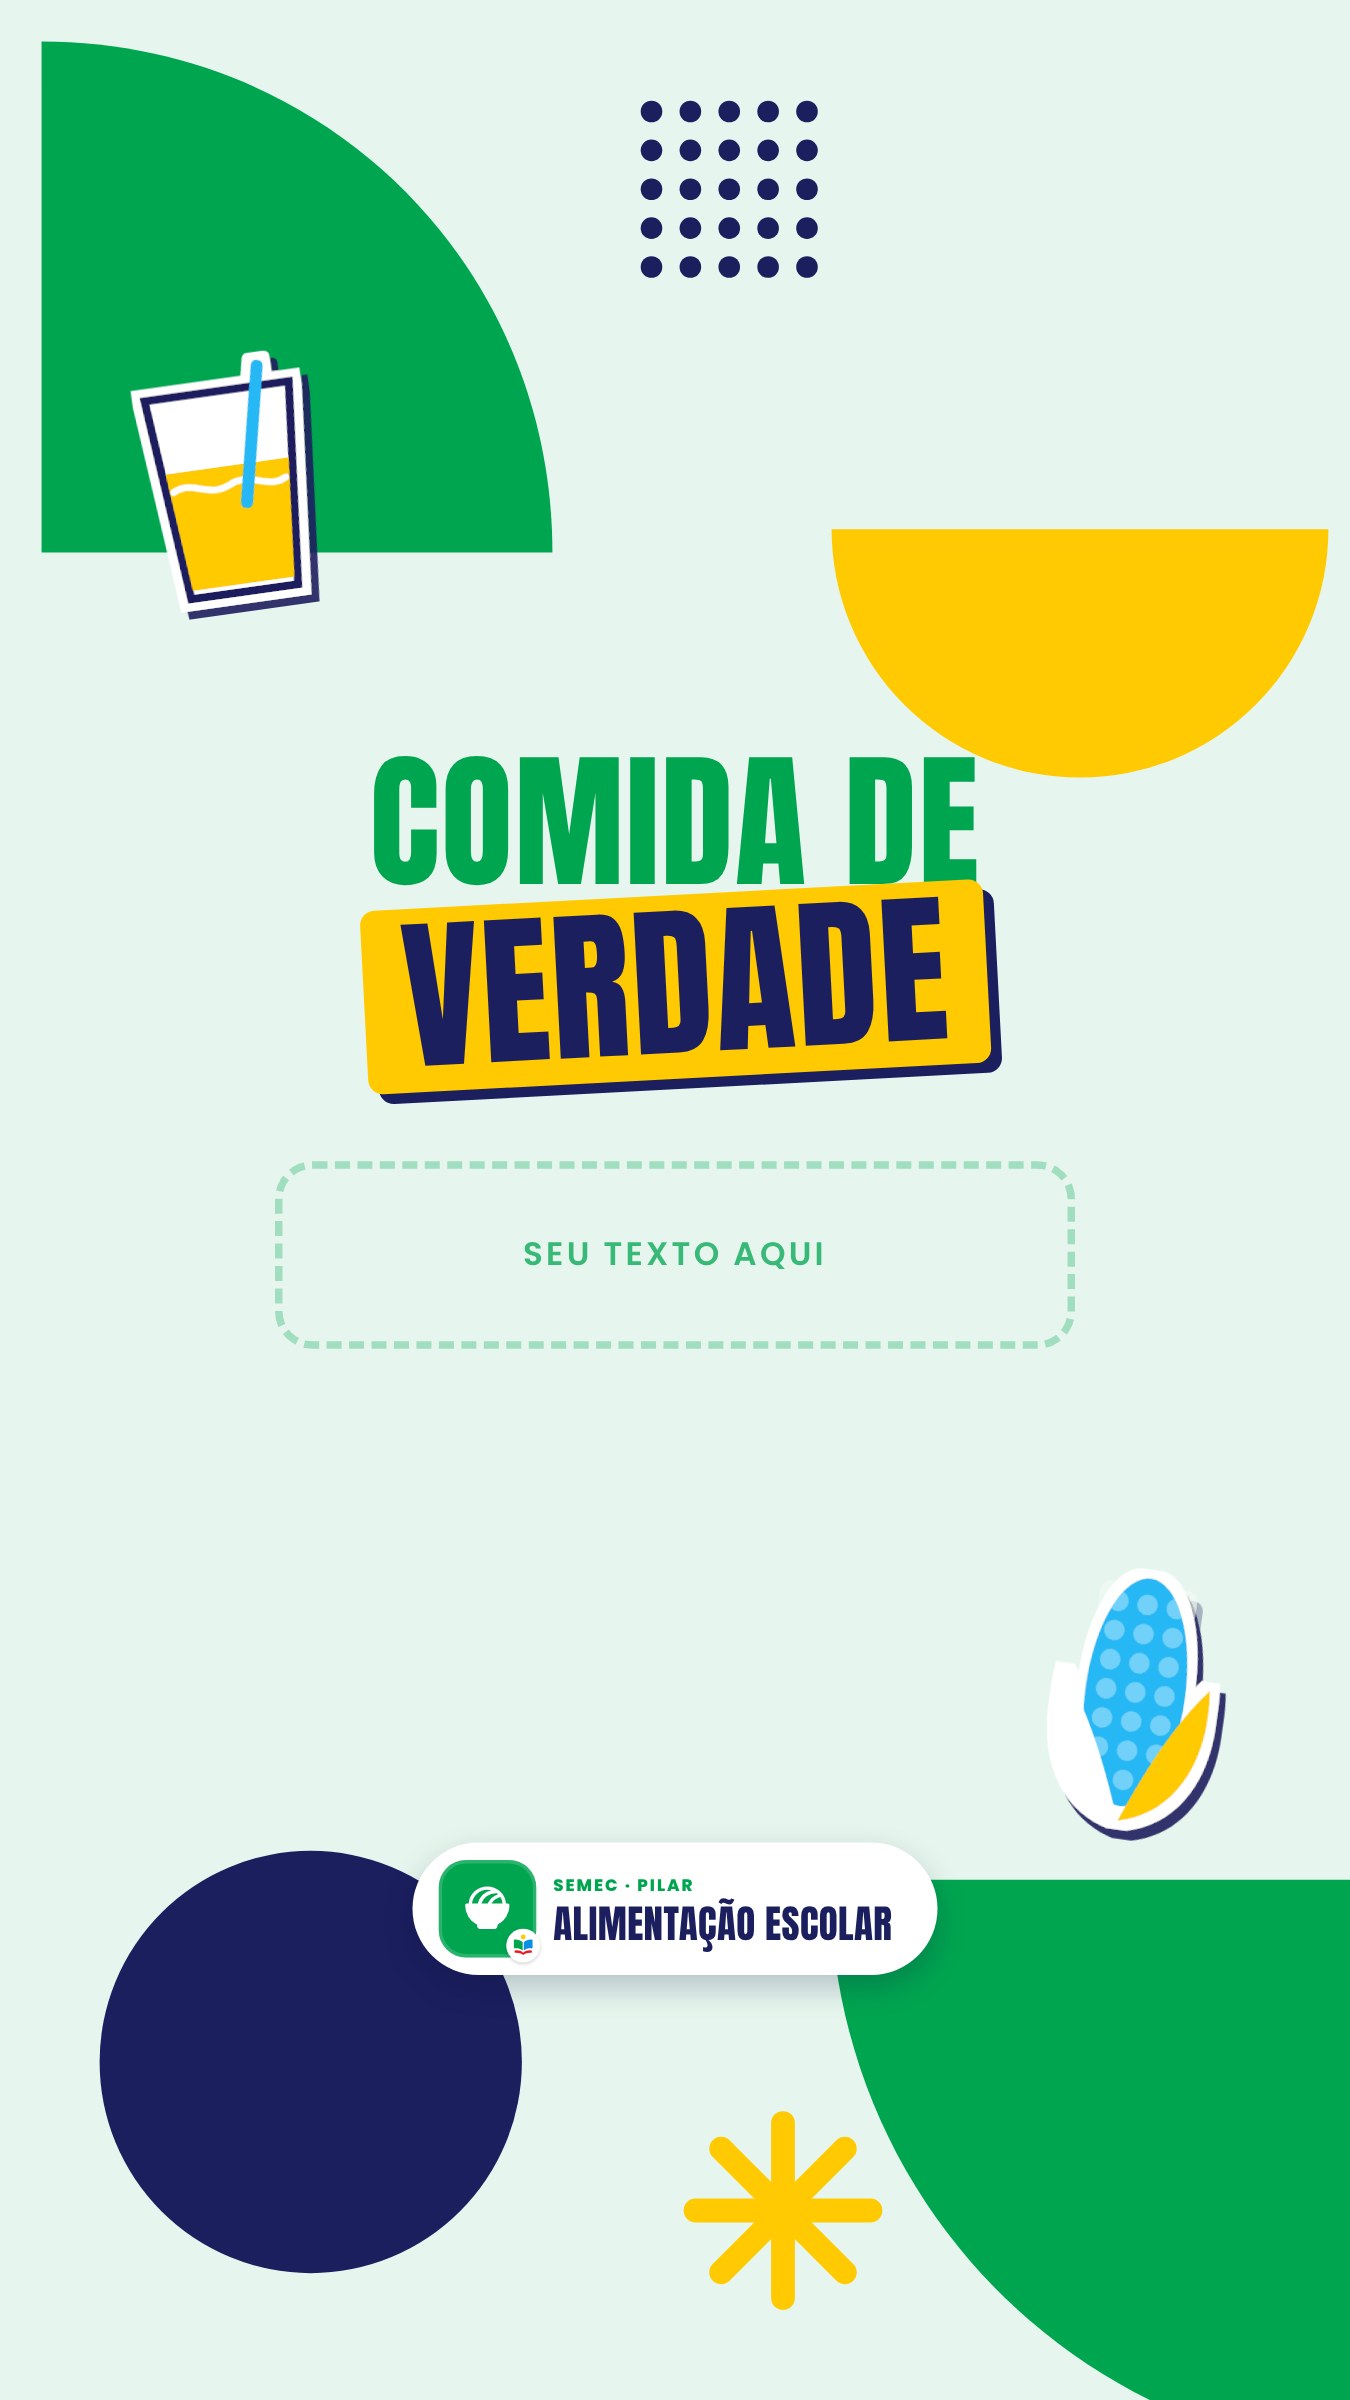 COMIDA DE
VERDADE
SEU TEXTO AQUI
SEMEC · PILAR
ALIMENTAÇÃO ESCOLAR